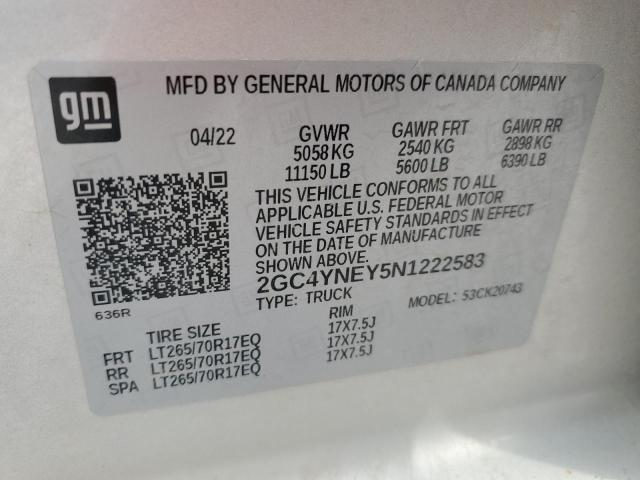 gm
MFD BY GENERAL MOTORS OF CANADA COMPANY
04/22 GVWR GAWR FRT GAWR RR
5058 KG 2540 KG 2898 KG
11150 LB 5600 LB 6390 LB
THIS VEHICLE CONFORMS TO ALL
APPLICABLE U.S. FEDERAL MOTOR
VEHICLE SAFETY STANDARDS IN EFFECT
ON THE DATE OF MANUFACTURE
SHOWN ABOVE.
2GC4YNEY5N1222583
TYPE: TRUCK MODEL: 53CK20743
636R
TIRE SIZE RIM
FRT LT265/70R17EQ 17X7.5J
RR LT265/70R17EQ 17X7.5J
SPA LT265/70R17EQ 17X7.5J